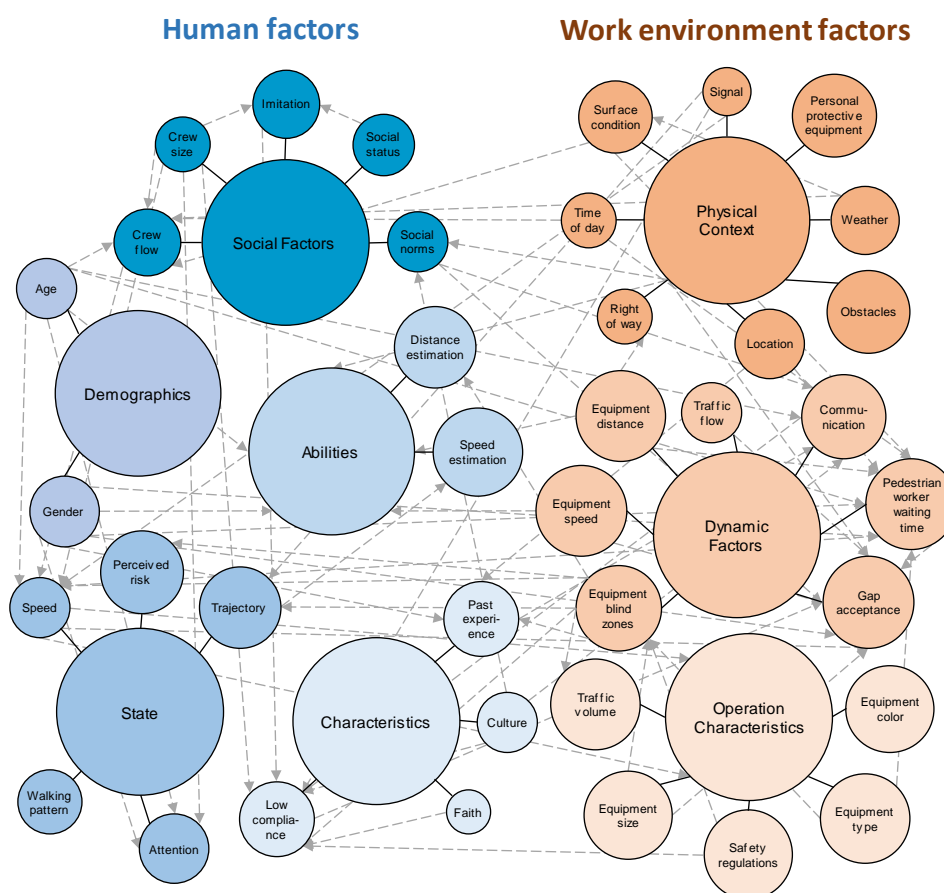 Human factors
Work environment factors
Imitation
Crew
size
Social
status
Crew
flow
Social Factors
Social
norms
Age
Demographics
Gender
Distance
estimation
Abilities
Speed
estimation
Perceived
risk
Speed
Trajectory
State
Walking
pattern
Attention
Past
experi-
ence
Characteristics
Culture
Low
complia-
nce
Faith
Signal
Surface
condition
Personal
protective
equipment
Physical
Context
Time
of day
Weather
Right
of way
Location
Obstacles
Equipment
distance
Traffic
flow
Commu-
nication
Equipment
speed
Dynamic
Factors
Pedestrian
worker
waiting
time
Equipment
blind
zones
Gap
acceptance
Traffic
volume
Operation
Characteristics
Equipment
color
Equipment
size
Safety
regulations
Equipment
type